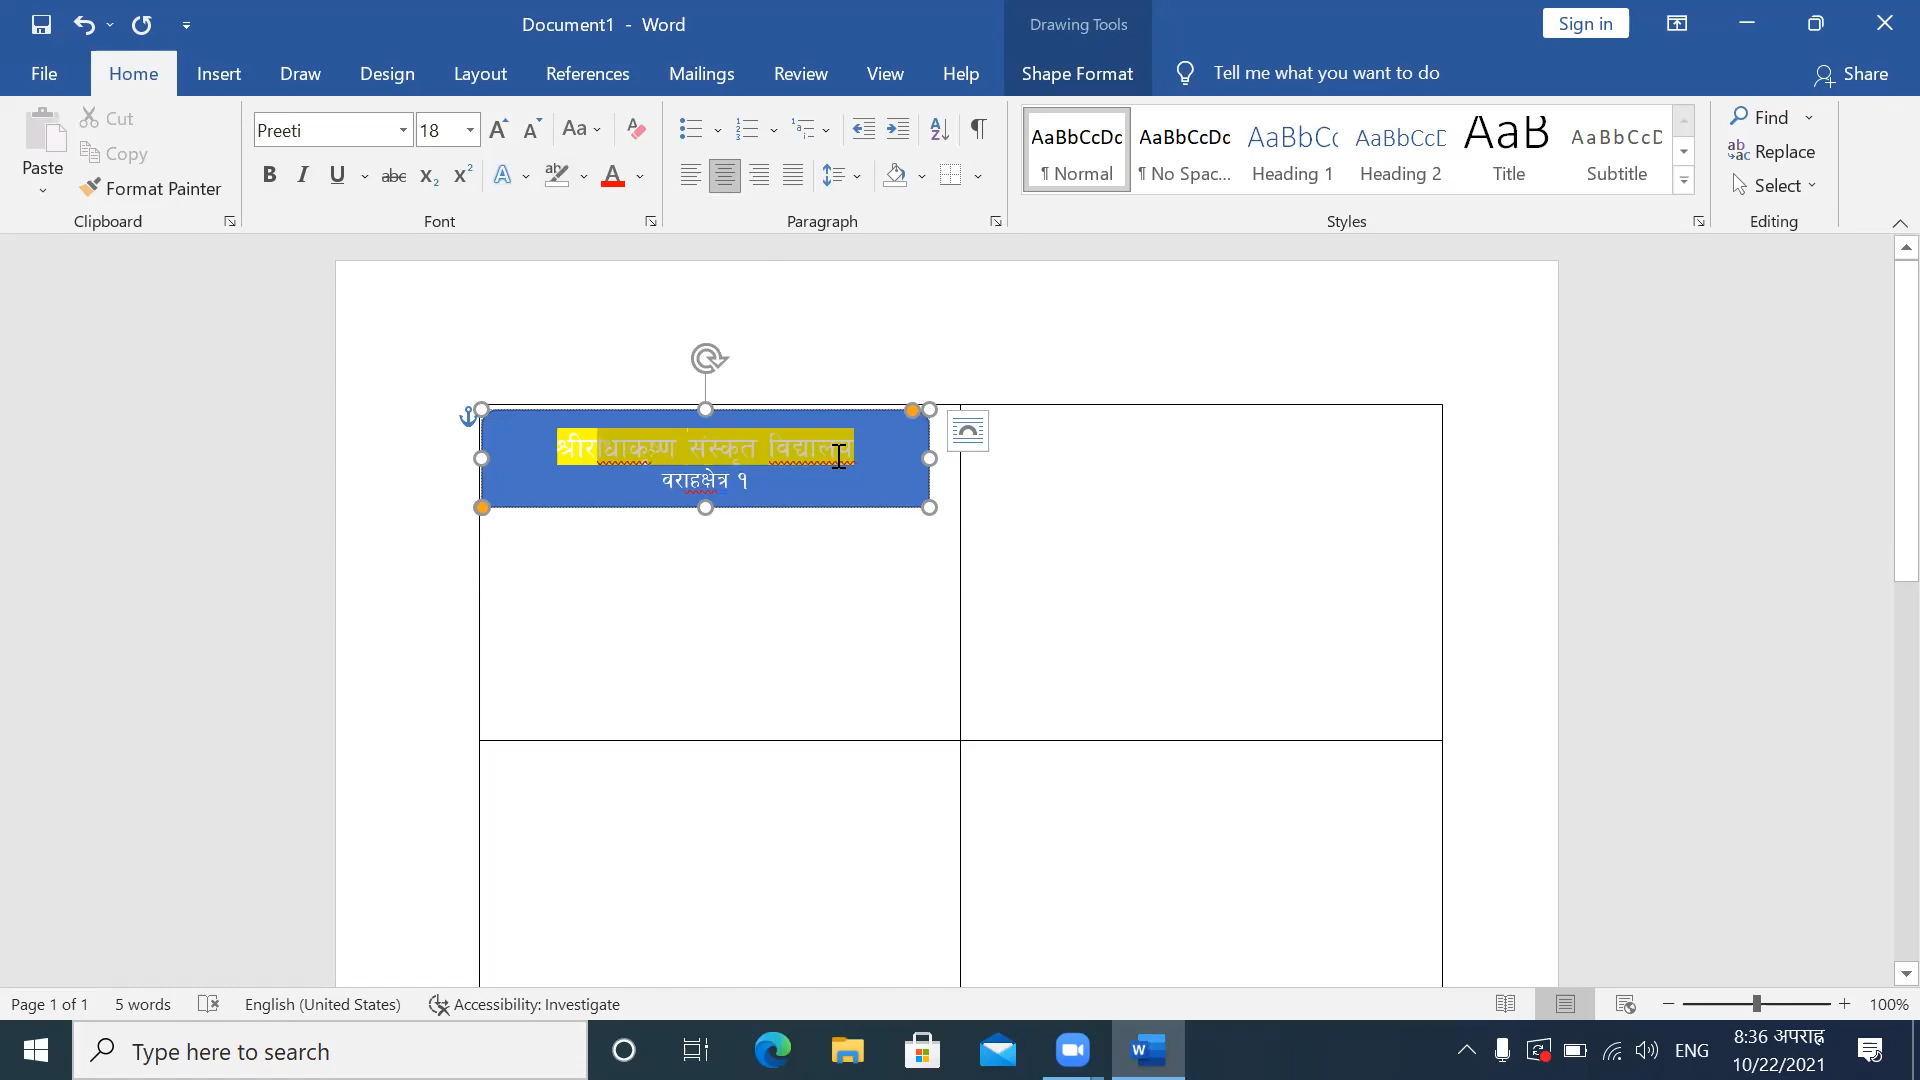 Document1 - Word
Drawing Tools
Sign in
File
Home
Insert
Draw
Design
Layout
References
Mailings
Review
View
Help
Shape Format
Tell me what you want to do
Share
Paste
Cut
Copy
Format Painter
Clipboard
Preeti
18
Font
Paragraph
AaBbCcDc
¶ Normal
AaBbCcDc
¶ No Spac...
AaBbCc
Heading 1
AaBbCcE
Heading 2
AaB
Title
AaBbCcD
Subtitle
Styles
Find
Replace
Select
Editing
श्रीराधाकृष्ण संस्कृत विद्यालय
वराहक्षेत्र १
Page 1 of 1
5 words
English (United States)
Accessibility: Investigate
100%
Type here to search
ENG
8:36 अपराह्न
10/22/2021